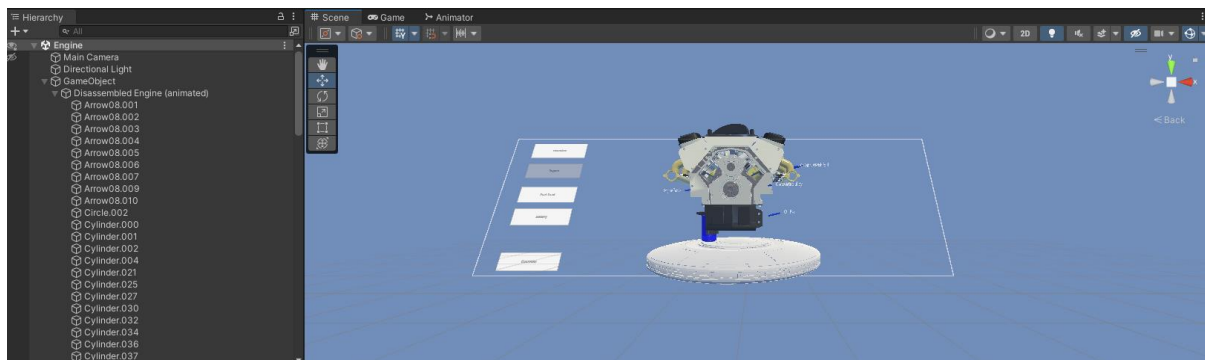 Hierarchy
All
Engine
Main Camera
Directional Light
GameObject
Disassembled Engine (animated)
Arrow08.001
Arrow08.002
Arrow08.003
Arrow08.004
Arrow08.005
Arrow08.006
Arrow08.007
Arrow08.009
Arrow08.010
Circle.002
Cylinder.000
Cylinder.001
Cylinder.002
Cylinder.004
Cylinder.021
Cylinder.025
Cylinder.027
Cylinder.030
Cylinder.032
Cylinder.034
Cylinder.036
Cylinder.037
Scene Game Animator
2D
y
x
Back